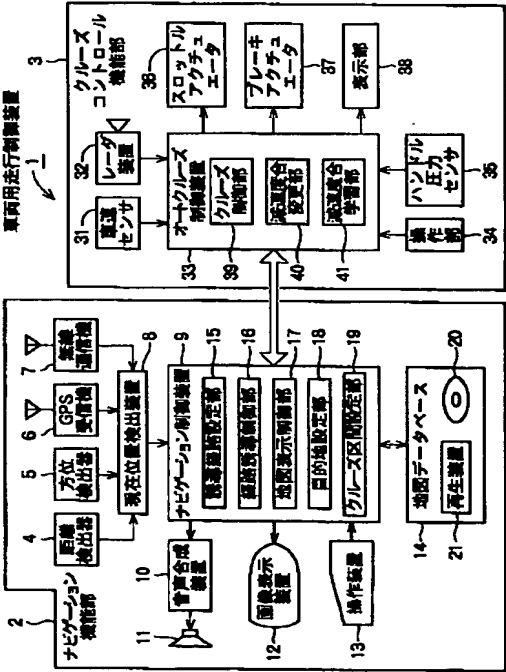 車両用走行制御装置
1
2
ナビゲーション
機能部
4
距離
検出器
5
方位
検出器
6
GPS
受信機
7
無線
通信機
現在位置検出装置
8
ナビゲーション制御装置
9
誘導経路設定部
15
経路誘導制御部
16
地図表示制御部
17
目的地設定部
18
クルーズ区間設定部
19
10
音声合成
装置
11
12
画像表示
装置
13
操作装置
14
地図データベース
20
21
再生装置
3
クルーズ
コントロール
機能部
31
車速
センサ
32
レーダ
装置
33
オートクルーズ
制御装置
クルーズ
制御部
39
減速度合
変更部
40
減速度合
学習部
41
34
操作部
35
ハンドル
圧力
センサ
36
スロットル
アクチュ
エータ
37
ブレーキ
アクチュ
エータ
38
表示部